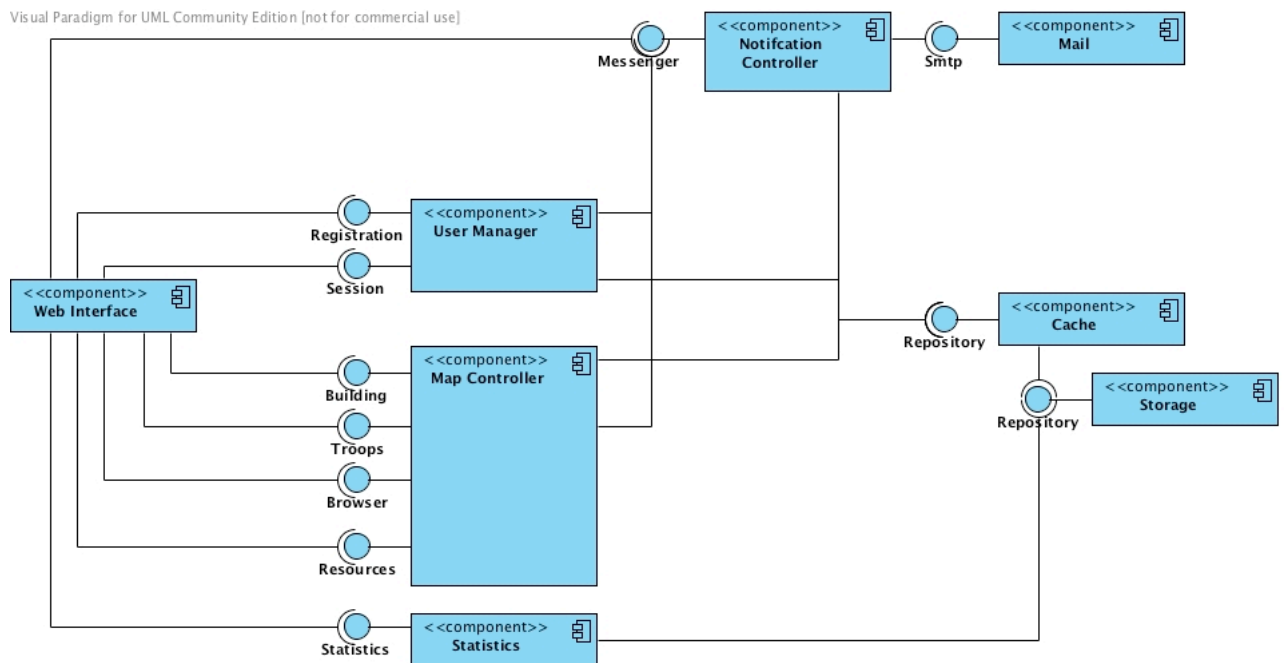 Visual Paradigm for UML Community Edition [not for commercial use]
<<component>>
Notifcation
Controller
<<component>>
Mail
Messenger
Smtp
<<component>>
User Manager
Registration
Session
<<component>>
Web Interface
<<component>>
Cache
Repository
<<component>>
Map Controller
Building
Troops
Browser
Resources
<<component>>
Storage
Repository
<<component>>
Statistics
Statistics